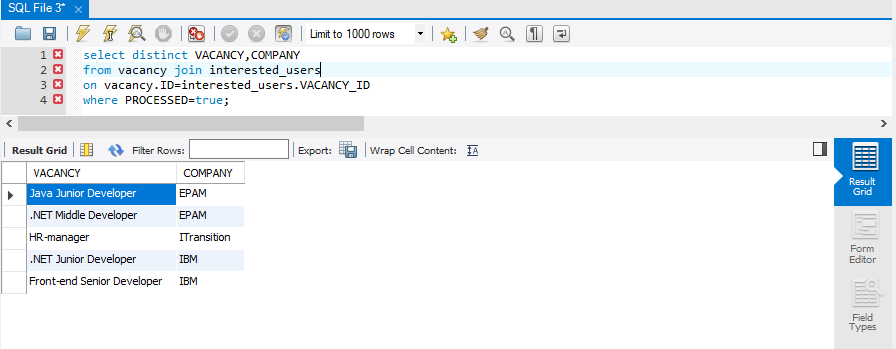 SQL File 3*
Limit to 1000 rows
1 select distinct VACANCY,COMPANY
2 from vacancy join interested_users
3 on vacancy.ID=interested_users.VACANCY_ID
4 where PROCESSED=true;
Result Grid Filter Rows: Export: Wrap Cell Content:
VACANCY COMPANY
Java Junior Developer EPAM
.NET Middle Developer EPAM
HR-manager ITransition
.NET Junior Developer IBM
Front-end Senior Developer IBM
Result
Grid
Form
Editor
Field
Types